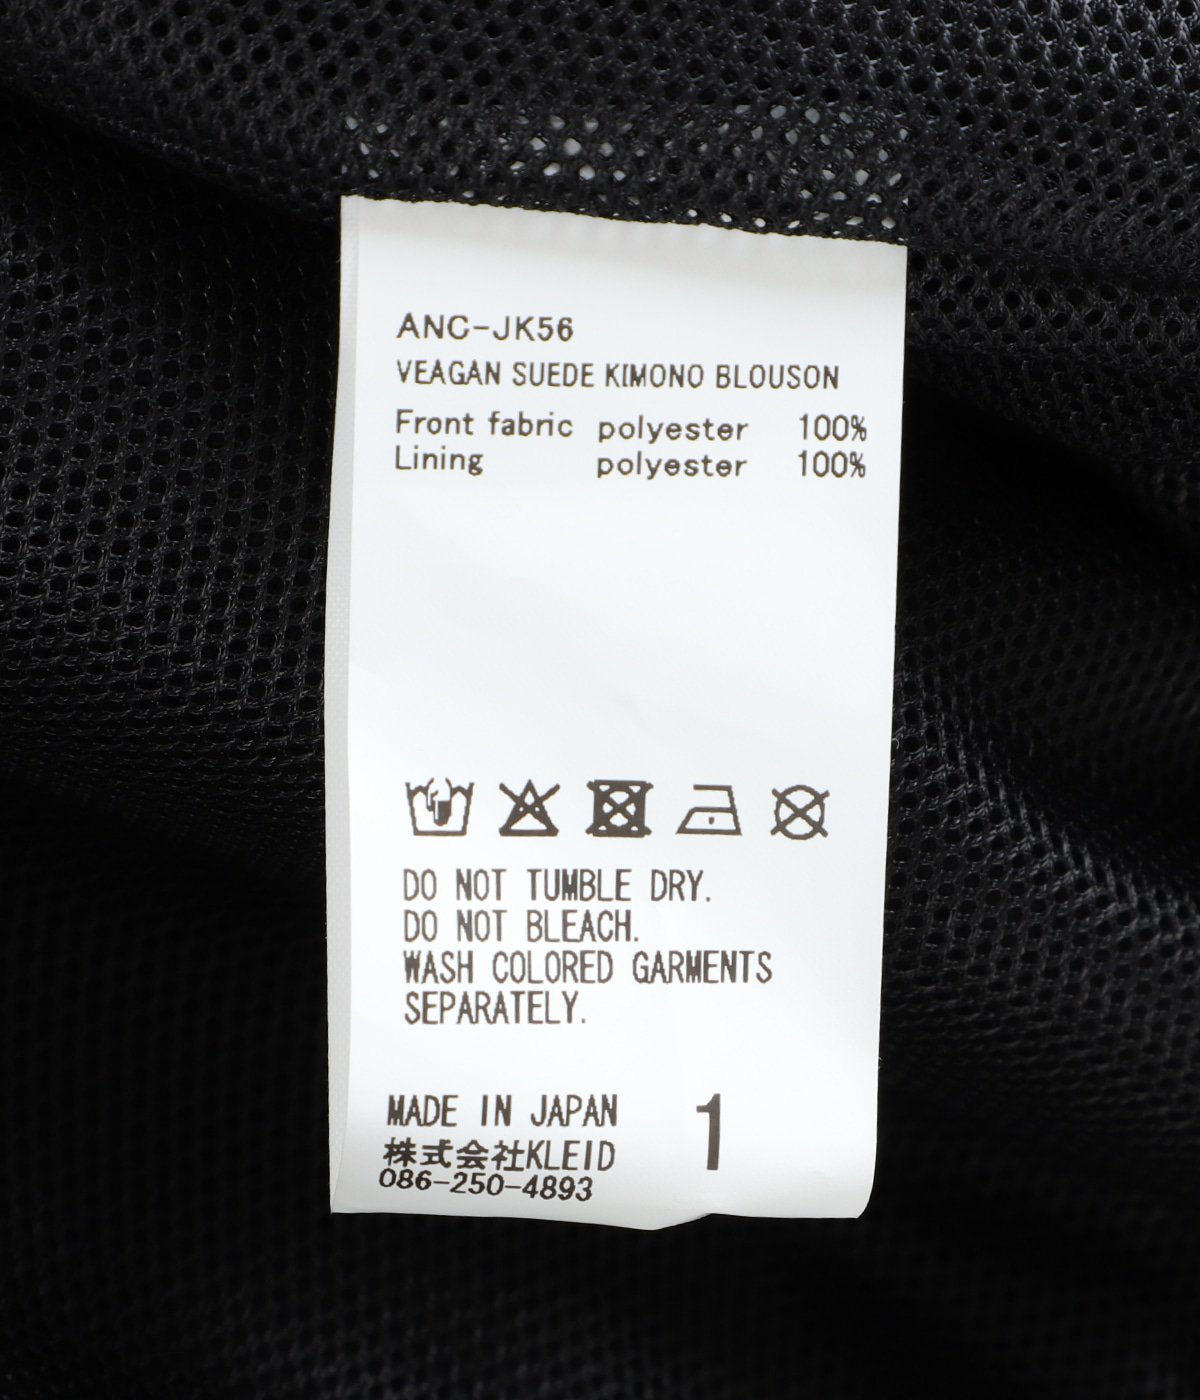 ANC-JK56
VEAGAN SUEDE KIMONO BLOUSON
Front fabric polyester 100%
Lining polyester 100%
DO NOT TUMBLE DRY.
DO NOT BLEACH.
WASH COLORED GARMENTS
SEPARATELY.
MADE IN JAPAN 1
株式会社KLEID
086-250-4893